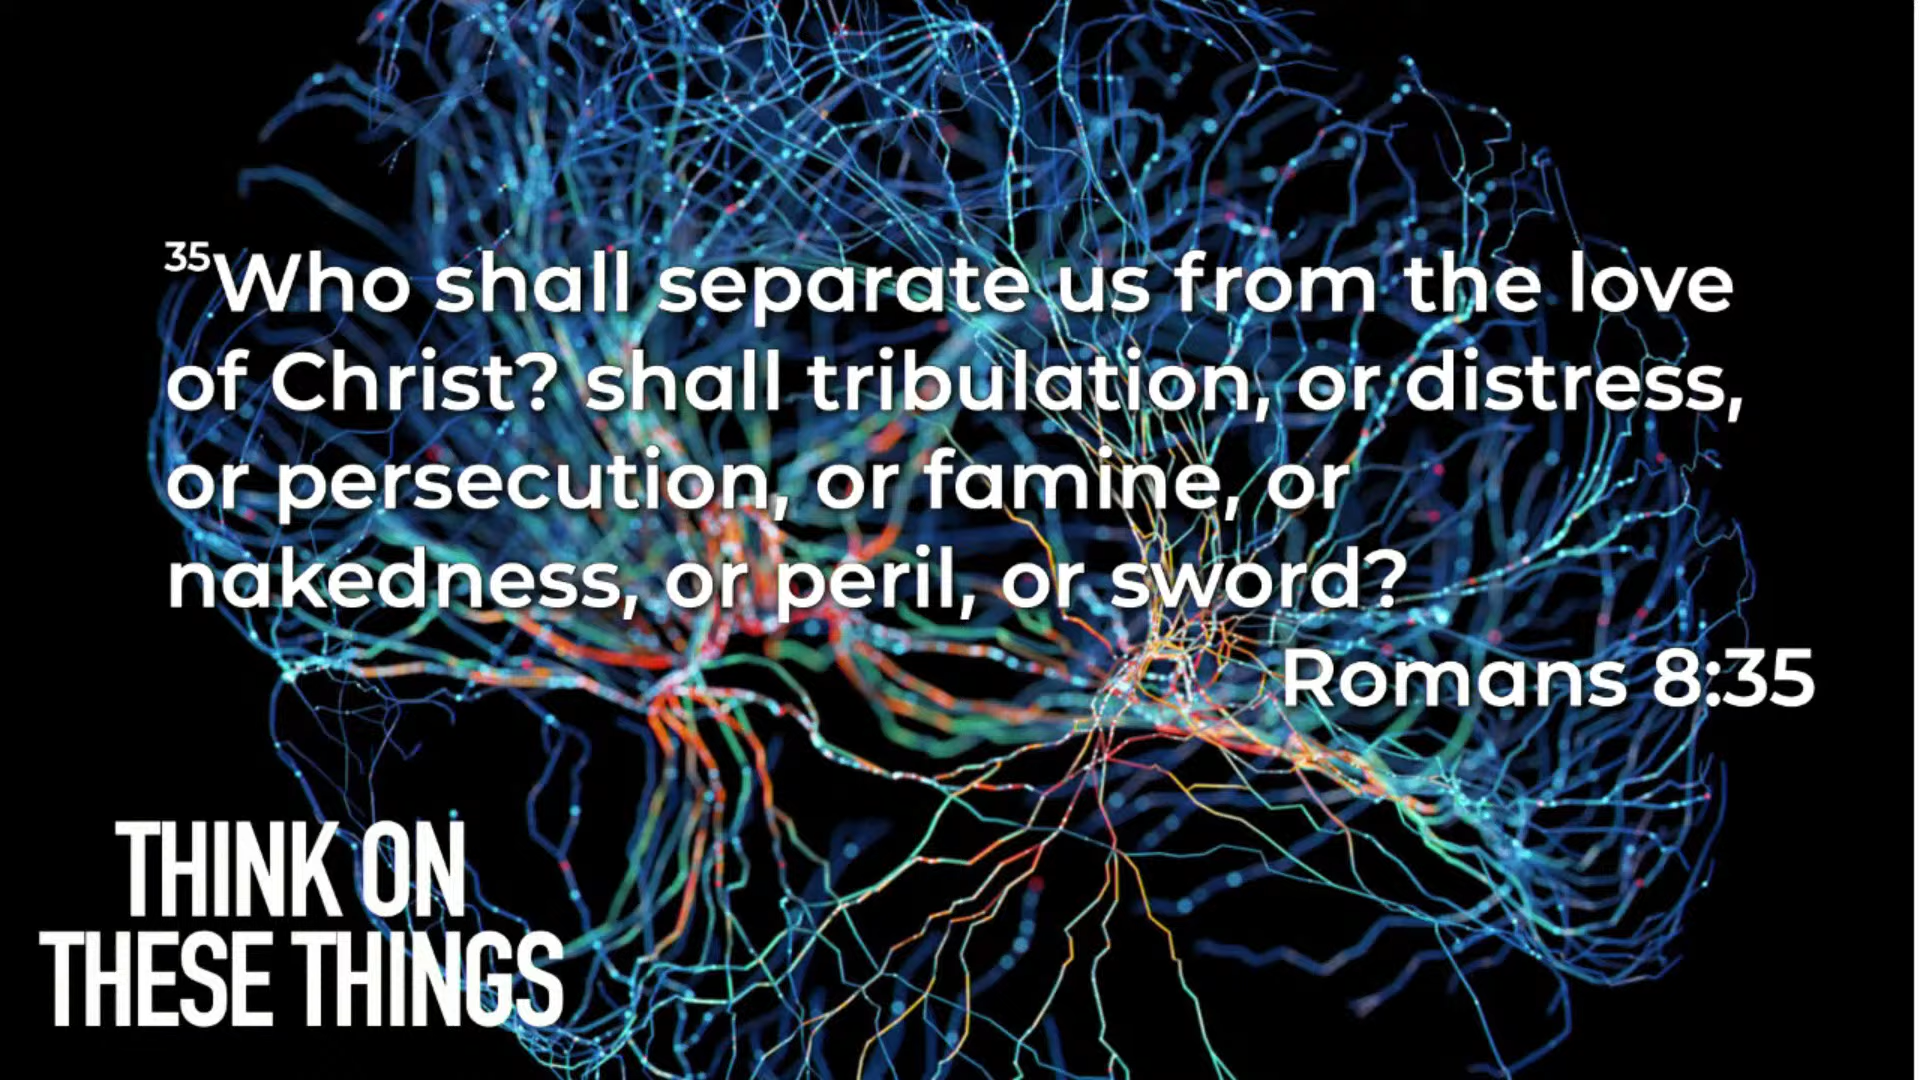 35Who shall separate us from the love
of Christ? shall tribulation, or distress,
or persecution, or famine, or
nakedness, or peril, or sword?
Romans 8:35
THINK ON
THESE THINGS